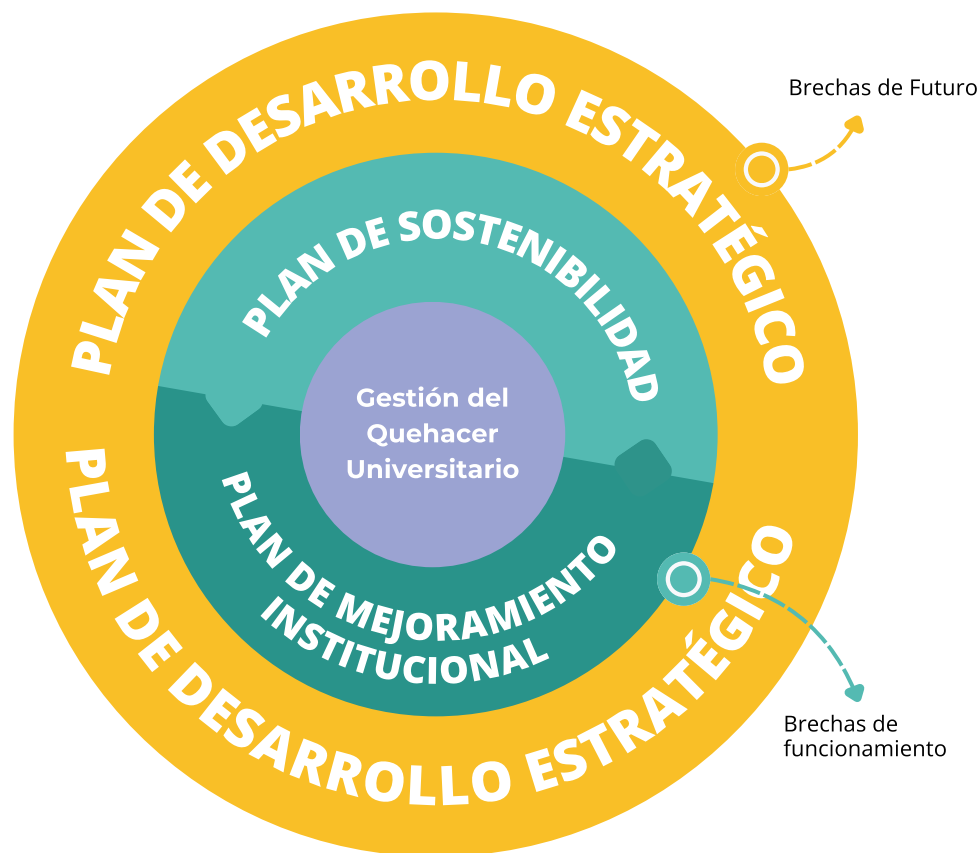 Brechas de Futuro
PLAN DE DESARROLLO ESTRATÉGICO
PLAN DE SOSTENIBILIDAD
Gestión del
Quehacer
Universitario
PLAN DE MEJORAMIENTO
INSTITUCIONAL
PLAN DE DESARROLLO ESTRATÉGICO
Brechas de
funcionamiento